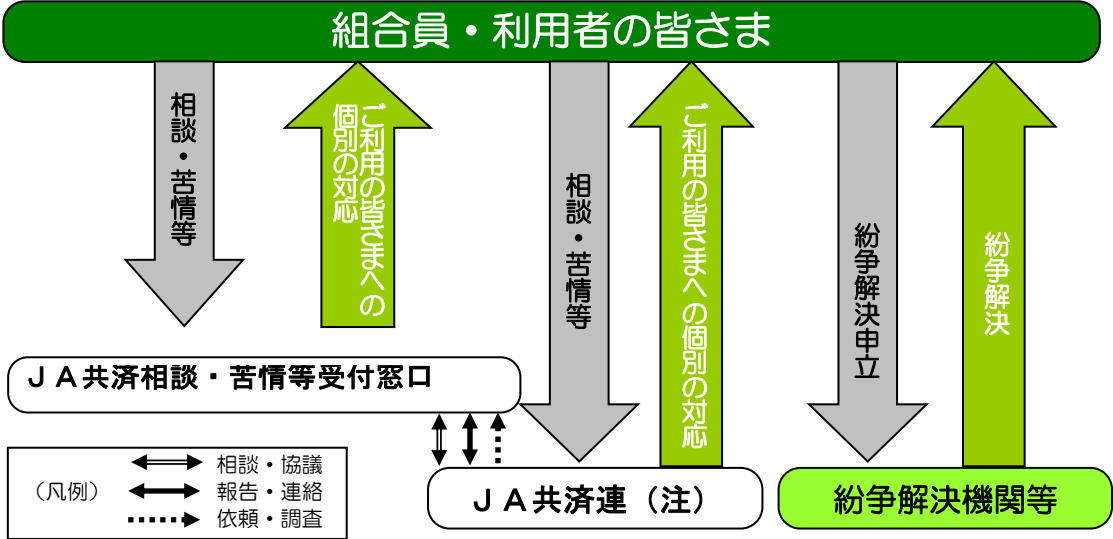 組合員・利用者の皆さま
相談・苦情等
ご利用の皆さまへの
個別の対応
相談・苦情等
ご利用の皆さまへの個別の対応
紛争解決申立
紛争解決
ＪＡ共済相談・苦情等受付窓口
（凡例）
相談・協議
報告・連絡
依頼・調査
ＪＡ共済連（注）
紛争解決機関等